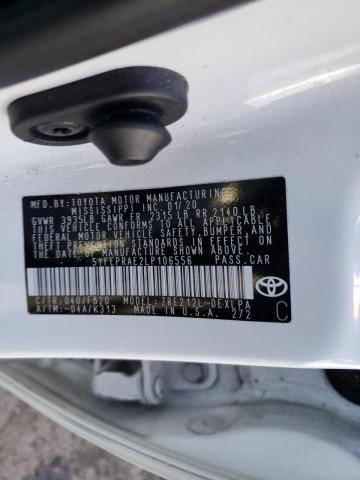 MFD.BY:TOYOTA MOTOR MANUFACTURING,
MISSISSIPPI INC. 01/20
GVWR 3935LB GAWR FR 2315LB RR 2140LB
THIS VEHICLE CONFORMS TO ALL APPLICABLE
FEDERAL MOTOR VEHICLE SAFETY, BUMPER, AND
THEFT PREVENTION STANDARDS IN EFFECT ON
THE DATE OF MANUFACTURE SHOWN ABOVE.
5YFEPRAE2LP106556 PASS.CAR
C/TR:040/FB20 MODEL: ZRE212L-DEXLPA
A/TM:-04A/K313 MADE IN U.S.A. 272
TOYOTA
C